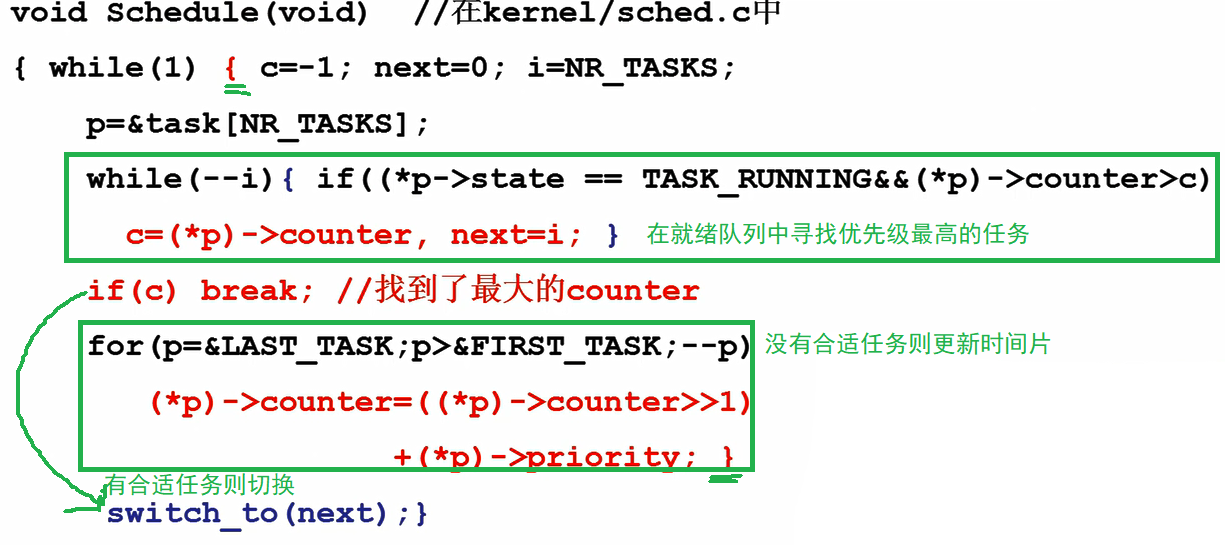 void Schedule(void) //在kernel/sched.c中
{ while(1) { c=-1; next=0; i=NR_TASKS;
p=&task[NR_TASKS];
while(--i){ if((*p->state == TASK_RUNNING&&(*p)->counter>c)
c=(*p)->counter, next=i; } 在就绪队列中寻找优先级最高的任务
if(c) break; //找到了最大的counter
for(p=&LAST_TASK;p>&FIRST_TASK;--p) 没有合适任务则更新时间片
(*p)->counter=((*p)->counter>>1)
+(*p)->priority; }
有合适任务则切换
switch_to(next);}